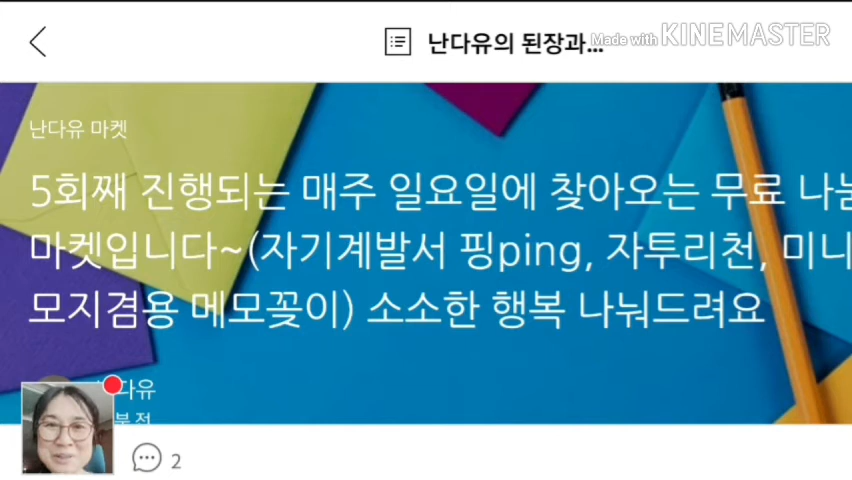 난다유의 된장과...
Made with KINEMASTER
난다유 마켓
5회째 진행되는 매주 일요일에 찾아오는 무료 나눔
마켓입니다~(자기계발서 핑ping, 자투리천, 미니
모지겸용 메모꽂이) 소소한 행복 나눠드려요
다유
분 전
2